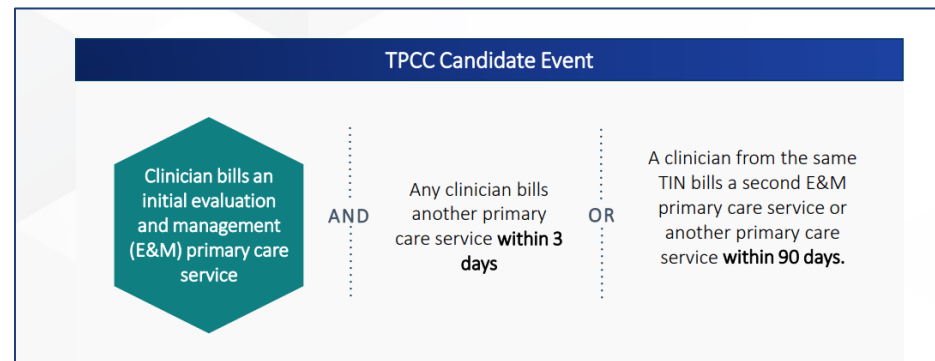 TPCC Candidate Event
Clinician bills an
initial evaluation
and management
(E&M) primary care
service
AND
Any clinician bills
another primary
care service within 3
days
OR
A clinician from the same
TIN bills a second E&M
primary care service or
another primary care
service within 90 days.